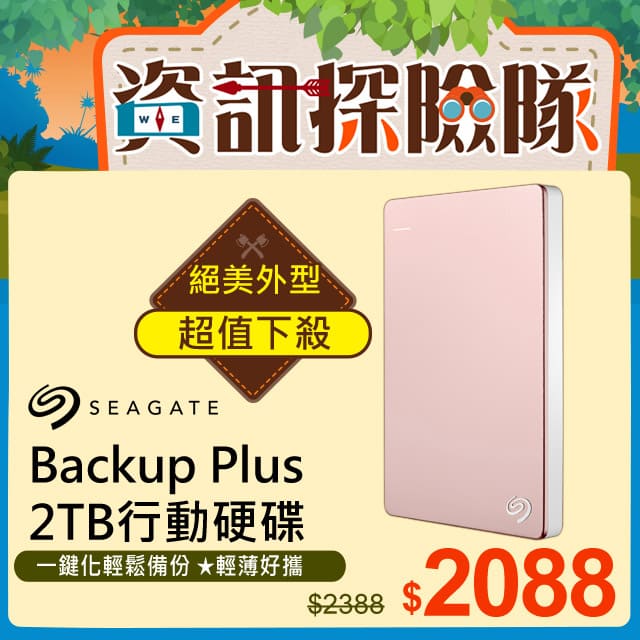 資訊探險隊
W E
絕美外型
超值下殺
SEAGATE
Backup Plus
2TB行動硬碟
一鍵化輕鬆備份 ★輕薄好攜
$2388 $2088